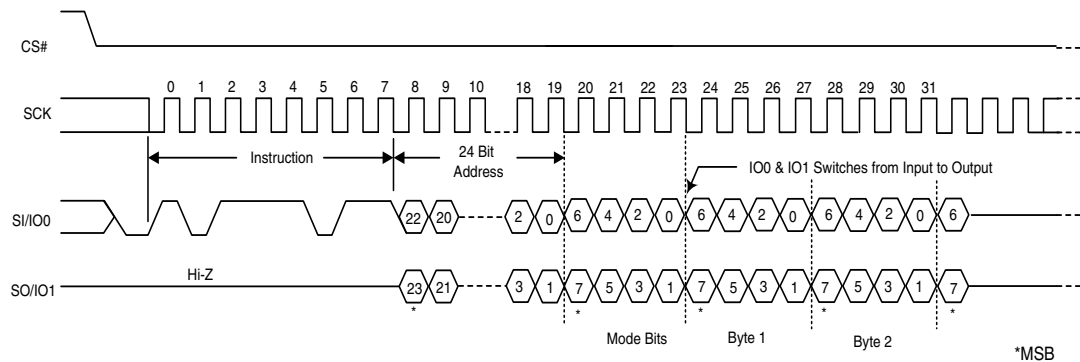 CS#
0 1 2 3 4 5 6 7 8 9 10 18 19 20 21 22 23 24 25 26 27 28 29 30 31
SCK
Instruction
24 Bit
Address
IO0 & IO1 Switches from Input to Output
SI/IO0
22 20 2 0 6 4 2 0 6 4 2 0 6 4 2 0 6
Hi-Z
SO/IO1
23 21 3 1 7 5 3 1 7 5 3 1 7 5 3 1 7
* * * * *
Mode Bits Byte 1 Byte 2
*MSB